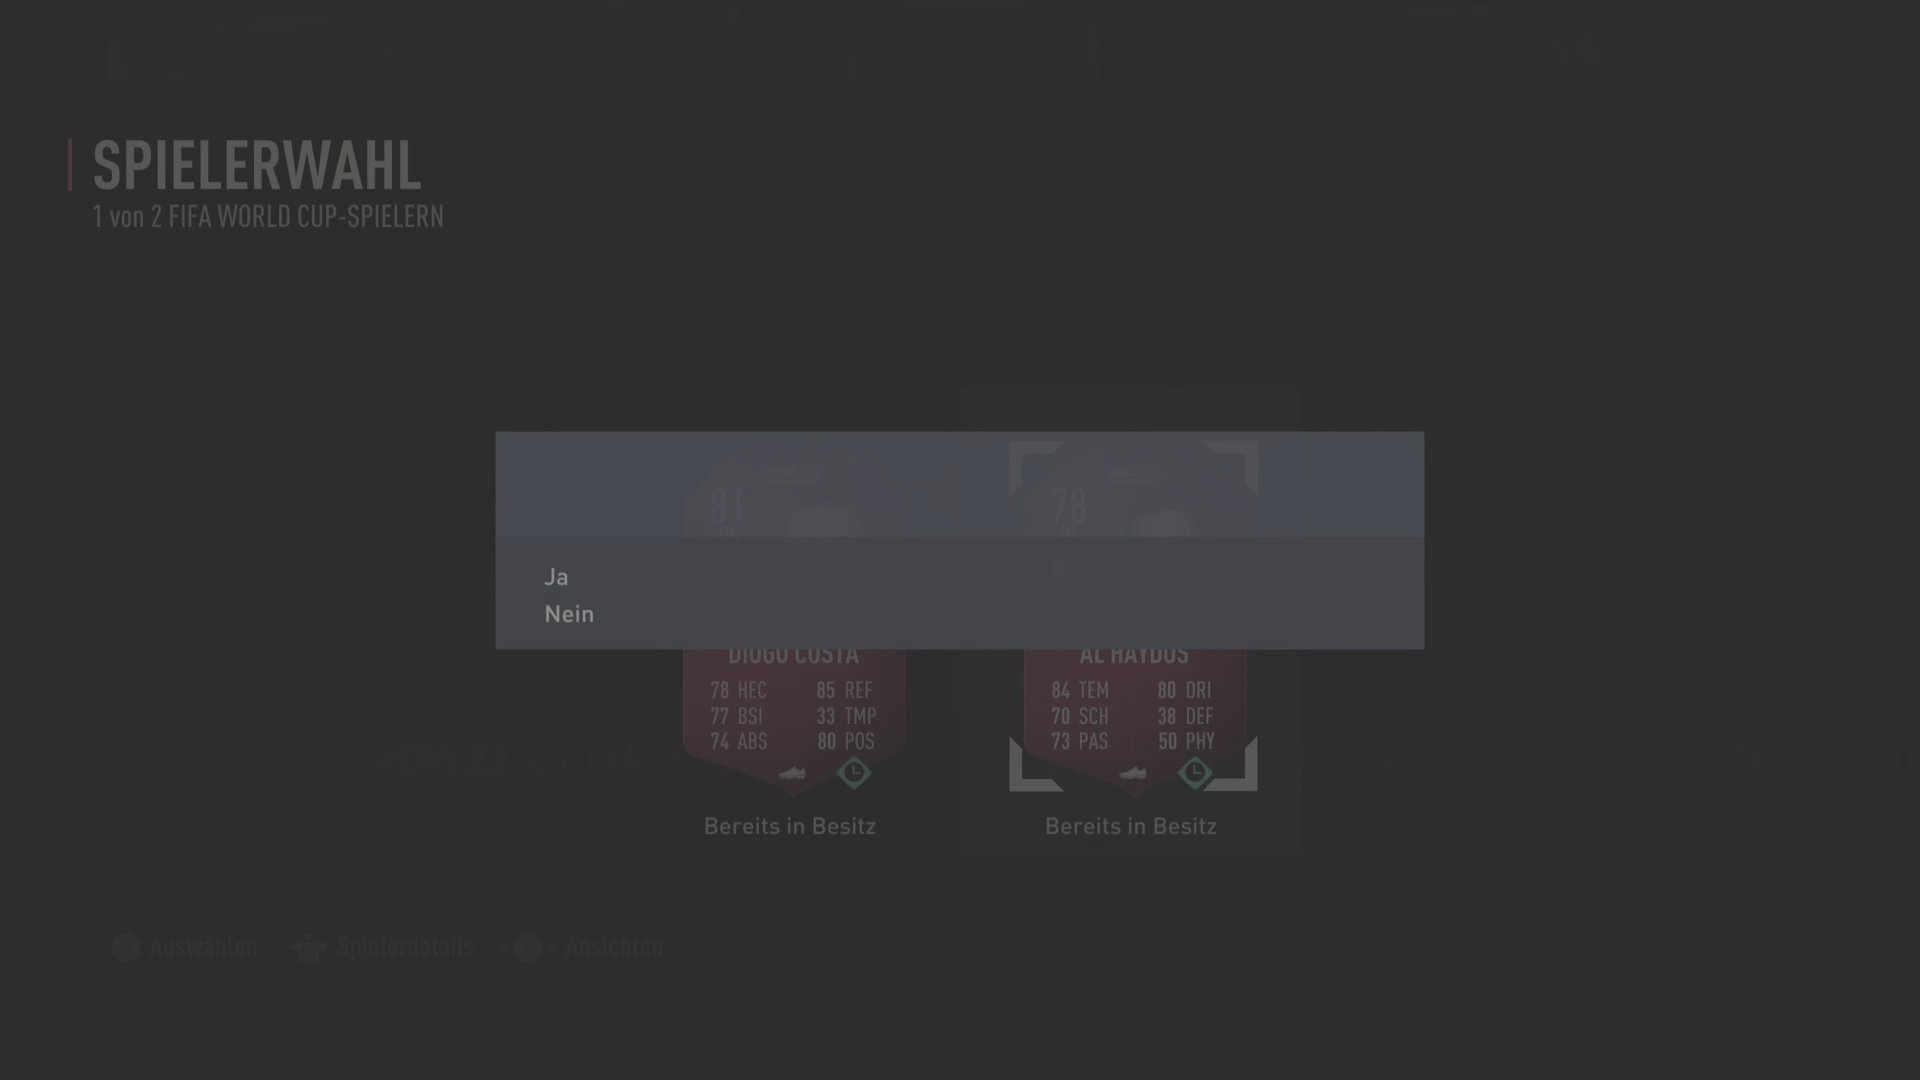 SPIELERWAHL
1 von 2 FIFA WORLD CUP-SPIELERN
81
78
Ja
Nein
DIOGO COSTA
AL HAYDOS
78 HEC 85 REF
84 TEM 80 DRI
77 BSI 33 TMP
70 SCH 38 DEF
74 ABS 80 POS
73 PAS 50 PHY
Bereits in Besitz
Bereits in Besitz
Auswählen Spielerdetails Ansichten